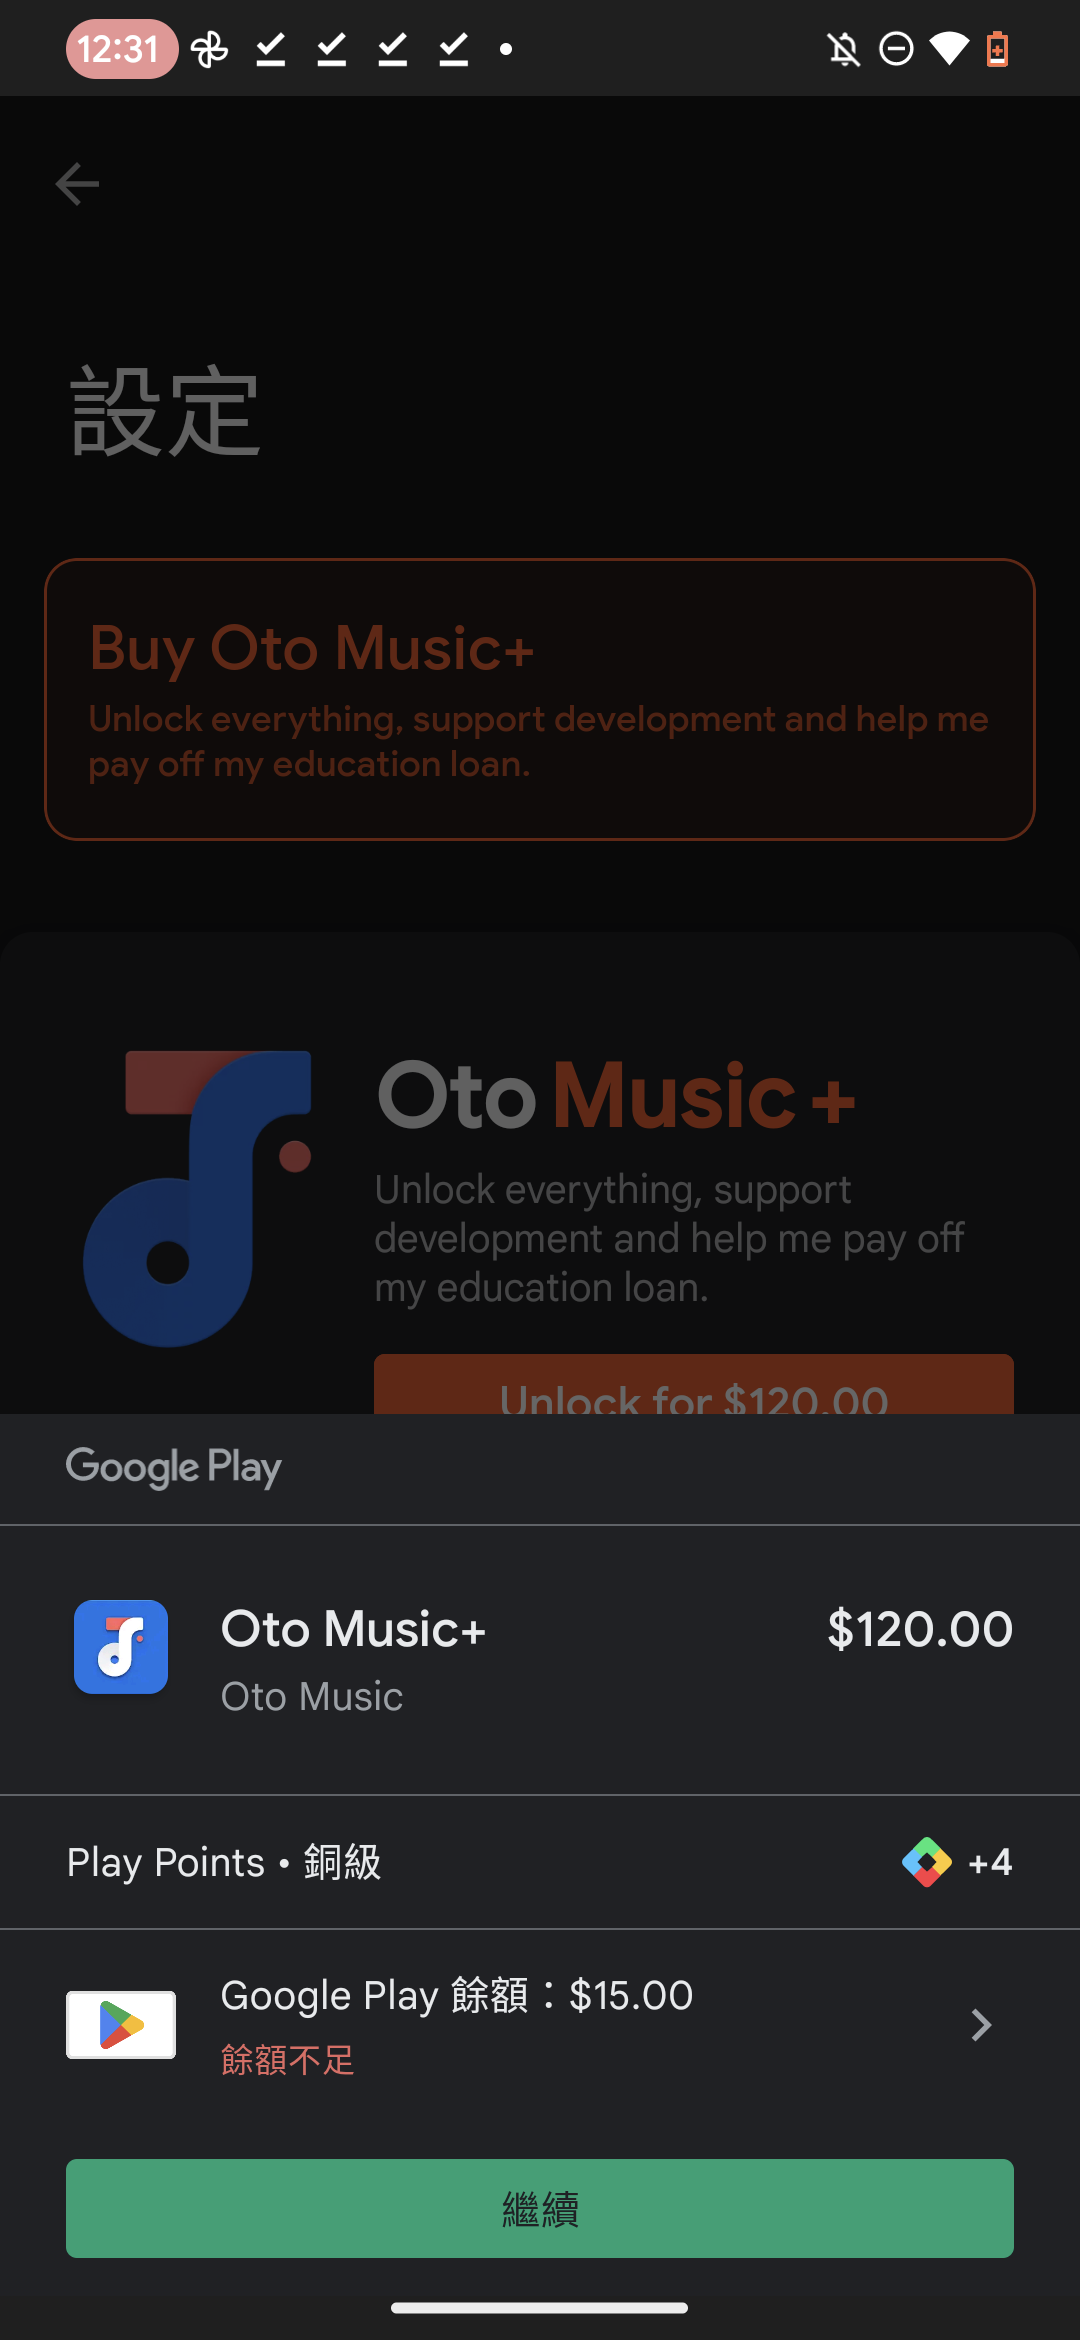 12:31
設定
Buy Oto Music+
Unlock everything, support development and help me
pay off my education loan.
Oto Music +
Unlock everything, support
development and help me pay off
my education loan.
Unlock for $120.00
Google Play
Oto Music+
$120.00
Oto Music
Play Points • 銅級
+4
Google Play 餘額：$15.00
餘額不足
繼續